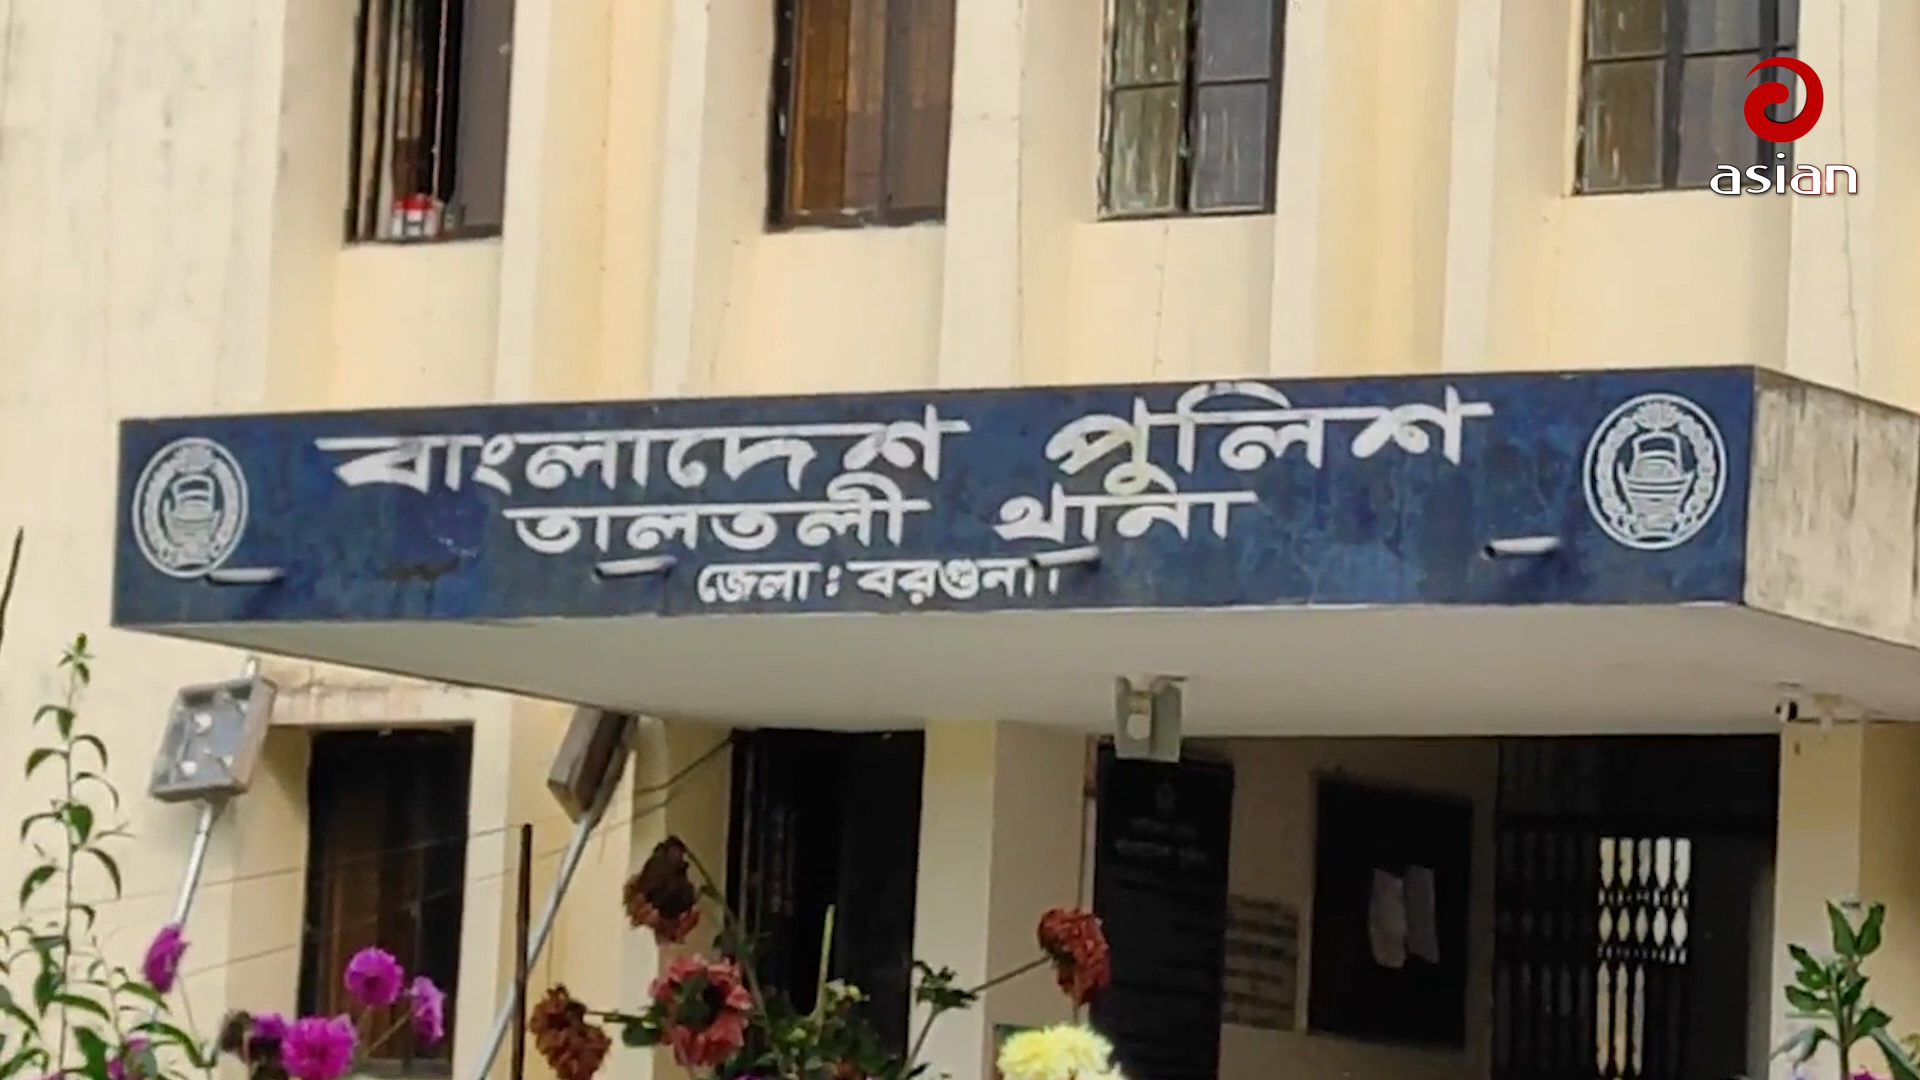 asian
বাংলাদেশ পুলিশ
তালতলী থানা
জেলা : বরগুনা।